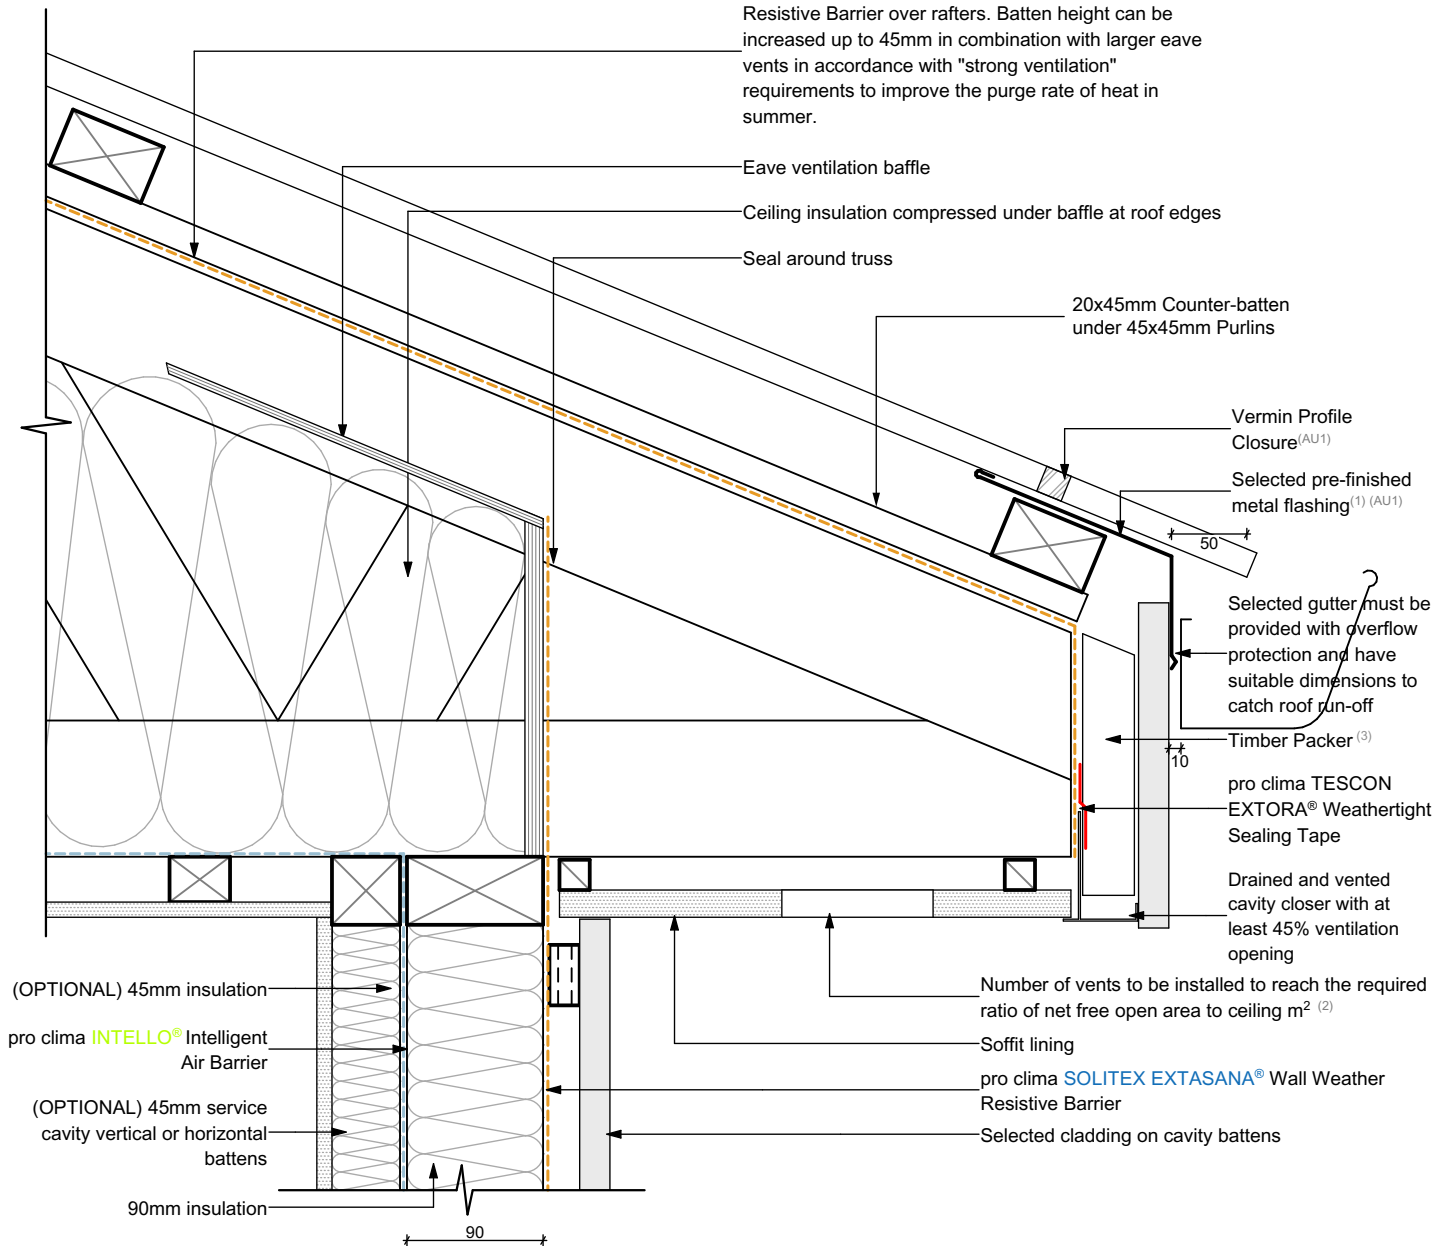 Resistive Barrier over rafters. Batten height can be
increased up to 45mm in combination with larger eave
vents in accordance with "strong ventilation"
requirements to improve the purge rate of heat in
summer.
Eave ventilation baffle
Ceiling insulation compressed under baffle at roof edges
Seal around truss
20x45mm Counter-batten
under 45x45mm Purlins
Vermin Profile
Closure(AU1)
Selected pre-finished
metal flashing(1) (AU1)
50
Selected gutter must be
provided with overflow
protection and have
suitable dimensions to
catch roof run-off
Timber Packer (3)
10
pro clima TESCON
EXTORA® Weathertight
Sealing Tape
Drained and vented
cavity closer with at
least 45% ventilation
opening
Number of vents to be installed to reach the required
ratio of net free open area to ceiling m² (2)
Soffit lining
pro clima SOLITEX EXTASANA® Wall Weather
Resistive Barrier
Selected cladding on cavity battens
(OPTIONAL) 45mm insulation
pro clima INTELLO® Intelligent
Air Barrier
(OPTIONAL) 45mm service
cavity vertical or horizontal
battens
90mm insulation
90